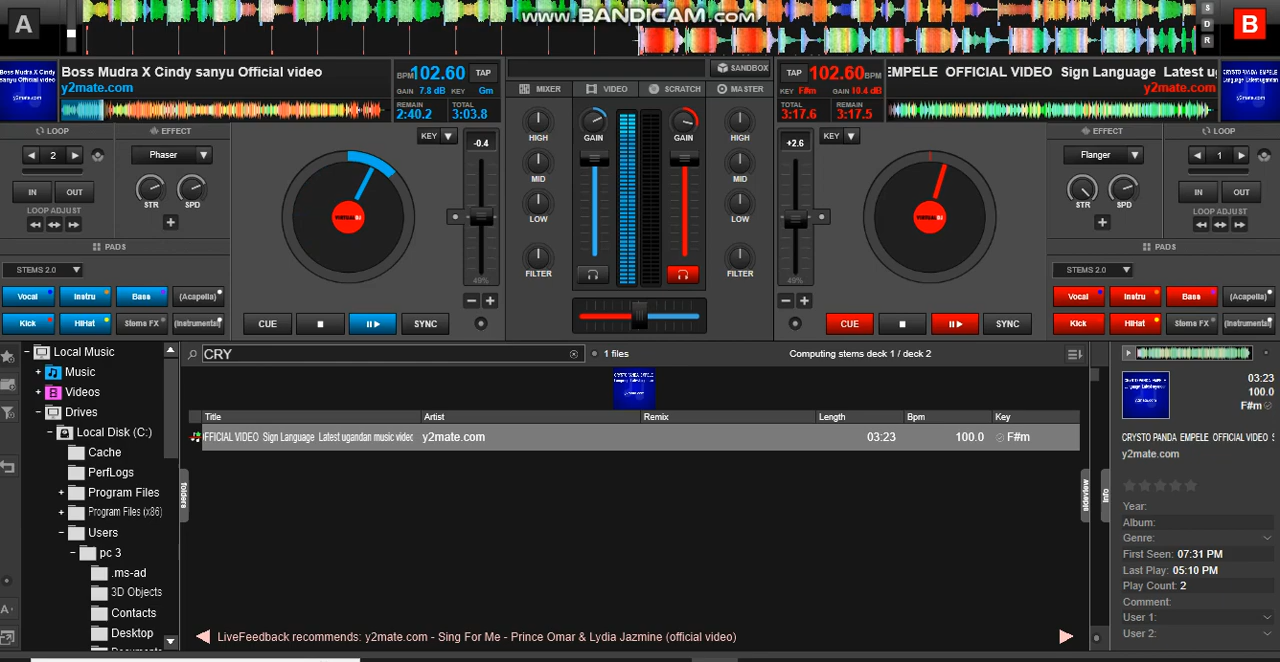 A
www.BANDICAM.com
S
D
R
B
Boss Mudra X Cindy sanyu Official video
y2mate.com
BPM 102.60 TAP
GAIN 7.8 dB KEY Gm
REMAIN 2:40.2 TOTAL 3:03.8
SANDBOX
MIXER VIDEO SCRATCH MASTER
TAP 102.60 BPM
KEY F#m GAIN 10.4 dB
TOTAL 3:17.6 REMAIN 3:17.5
EMPELE OFFICIAL VIDEO Sign Language Latest ug
y2mate.com
LOOP EFFECT
2 Phaser
STR SPD
IN OUT
LOOP ADJUST
PADS
STEMS 2.0
Vocal Instru Bass (Acapella)
Kick HiHat Stems FX (Instrumental)
KEY
-0.4
49%
CUE SYNC
VIRTUALDJ
HIGH GAIN GAIN HIGH
MID MID
LOW LOW
FILTER FILTER
+2.6
KEY
49%
VIRTUALDJ
CUE SYNC
EFFECT LOOP
Flanger 1
STR SPD
IN OUT
LOOP ADJUST
PADS
STEMS 2.0
Vocal Instru Bass (Acapella)
Kick HiHat Stems FX (Instrumental)
Local Music
Music
Videos
Drives
Local Disk (C:)
Cache
PerfLogs
Program Files
Program Files (x86)
Users
pc 3
.ms-ad
3D Objects
Contacts
Desktop
folders
CRY
1 files
Computing stems deck 1 / deck 2
Title Artist Remix Length Bpm Key
OFFICIAL VIDEO Sign Language Latest ugandan music video y2mate.com 03:23 100.0 F#m
LiveFeedback recommends: y2mate.com - Sing For Me - Prince Omar & Lydia Jazmine (official video)
sideview
info
03:23
100.0
F#m
CRYSTO PANDA EMPELE OFFICIAL VIDEO S
y2mate.com
Year:
Album:
Genre:
First Seen: 07:31 PM
Last Play: 05:10 PM
Play Count: 2
Comment:
User 1:
User 2: